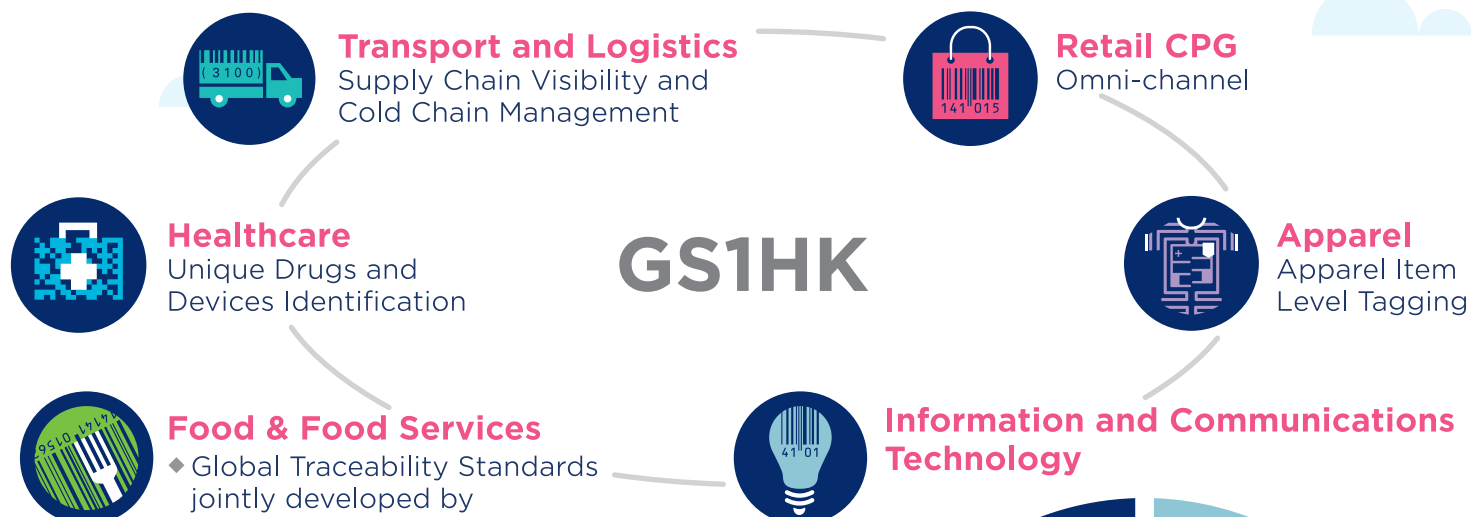 Transport and Logistics
Supply Chain Visibility and
Cold Chain Management
(3100)
Retail CPG
Omni-channel
141 015
Healthcare
Unique Drugs and
Devices Identification
GS1HK
Apparel
Apparel Item
Level Tagging
Food & Food Services
◆ Global Traceability Standards
jointly developed by
0156 4141
Information and Communications
Technology
41 01